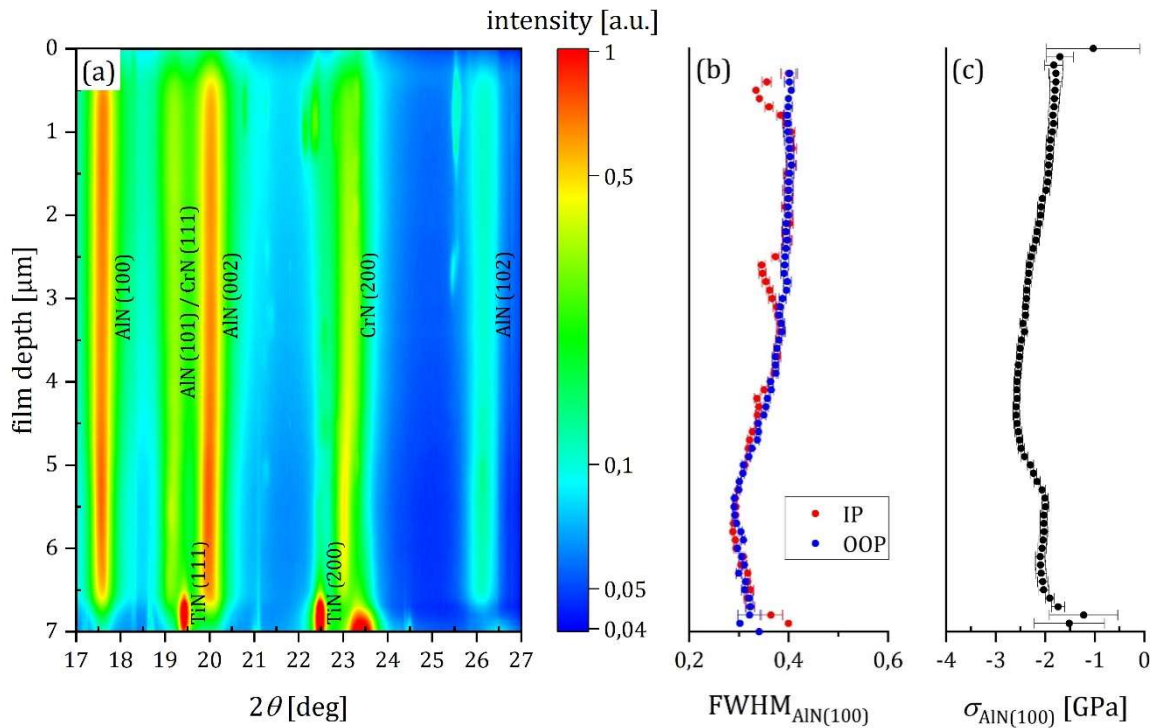 intensity [a.u.]
(a)
(b)
(c)
0
1
2
3
4
5
6
7
film depth [µm]
AlN (100)
AlN (101) / CrN (111)
AlN (002)
CrN (200)
AlN (102)
TiN (111)
TiN (200)
17 18 19 20 21 22 23 24 25 26 27
2θ [deg]
1
0,5
0,1
0,05
0,04
IP
OOP
0,2 0,4 0,6
FWHM AlN(100)
-4 -3 -2 -1 0
σAlN(100) [GPa]